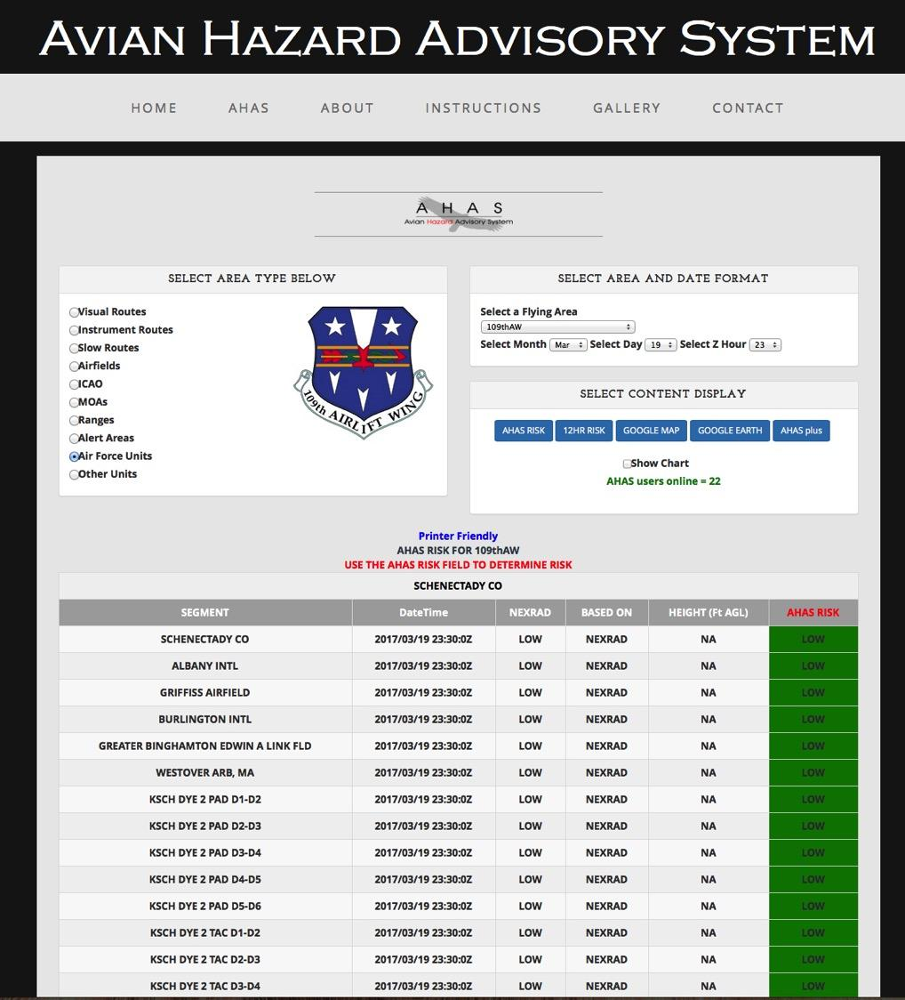 AVIAN HAZARD ADVISORY SYSTEM
HOME AHAS ABOUT INSTRUCTIONS GALLERY CONTACT
A H A S
Avian Hazard Advisory System
SELECT AREA TYPE BELOW
Visual Routes
Instrument Routes
Slow Routes
Airfields
ICAO
MOAs
Ranges
Alert Areas
Air Force Units
Other Units
109th AIRLIFT WING
SELECT AREA AND DATE FORMAT
Select a Flying Area
109thAW
Select Month Mar Select Day 19 Select Z Hour 23
SELECT CONTENT DISPLAY
AHAS RISK 12HR RISK GOOGLE MAP GOOGLE EARTH AHAS plus
Show Chart
AHAS users online = 22
Printer Friendly
AHAS RISK FOR 109thAW
USE THE AHAS RISK FIELD TO DETERMINE RISK
SCHENECTADY CO
SEGMENT DateTime NEXRAD BASED ON HEIGHT (Ft AGL) AHAS RISK
SCHENECTADY CO 2017/03/19 23:30:0Z LOW NEXRAD NA LOW
ALBANY INTL 2017/03/19 23:30:0Z LOW NEXRAD NA LOW
GRIFFISS AIRFIELD 2017/03/19 23:30:0Z LOW NEXRAD NA LOW
BURLINGTON INTL 2017/03/19 23:30:0Z LOW NEXRAD NA LOW
GREATER BINGHAMTON EDWIN A LINK FLD 2017/03/19 23:30:0Z LOW NEXRAD NA LOW
WESTOVER ARB, MA 2017/03/19 23:30:0Z LOW NEXRAD NA LOW
KSCH DYE 2 PAD D1-D2 2017/03/19 23:30:0Z LOW NEXRAD NA LOW
KSCH DYE 2 PAD D2-D3 2017/03/19 23:30:0Z LOW NEXRAD NA LOW
KSCH DYE 2 PAD D3-D4 2017/03/19 23:30:0Z LOW NEXRAD NA LOW
KSCH DYE 2 PAD D4-D5 2017/03/19 23:30:0Z LOW NEXRAD NA LOW
KSCH DYE 2 PAD D5-D6 2017/03/19 23:30:0Z LOW NEXRAD NA LOW
KSCH DYE 2 TAC D1-D2 2017/03/19 23:30:0Z LOW NEXRAD NA LOW
KSCH DYE 2 TAC D2-D3 2017/03/19 23:30:0Z LOW NEXRAD NA LOW
KSCH DYE 2 TAC D3-D4 2017/03/19 23:30:0Z LOW NEXRAD NA LOW